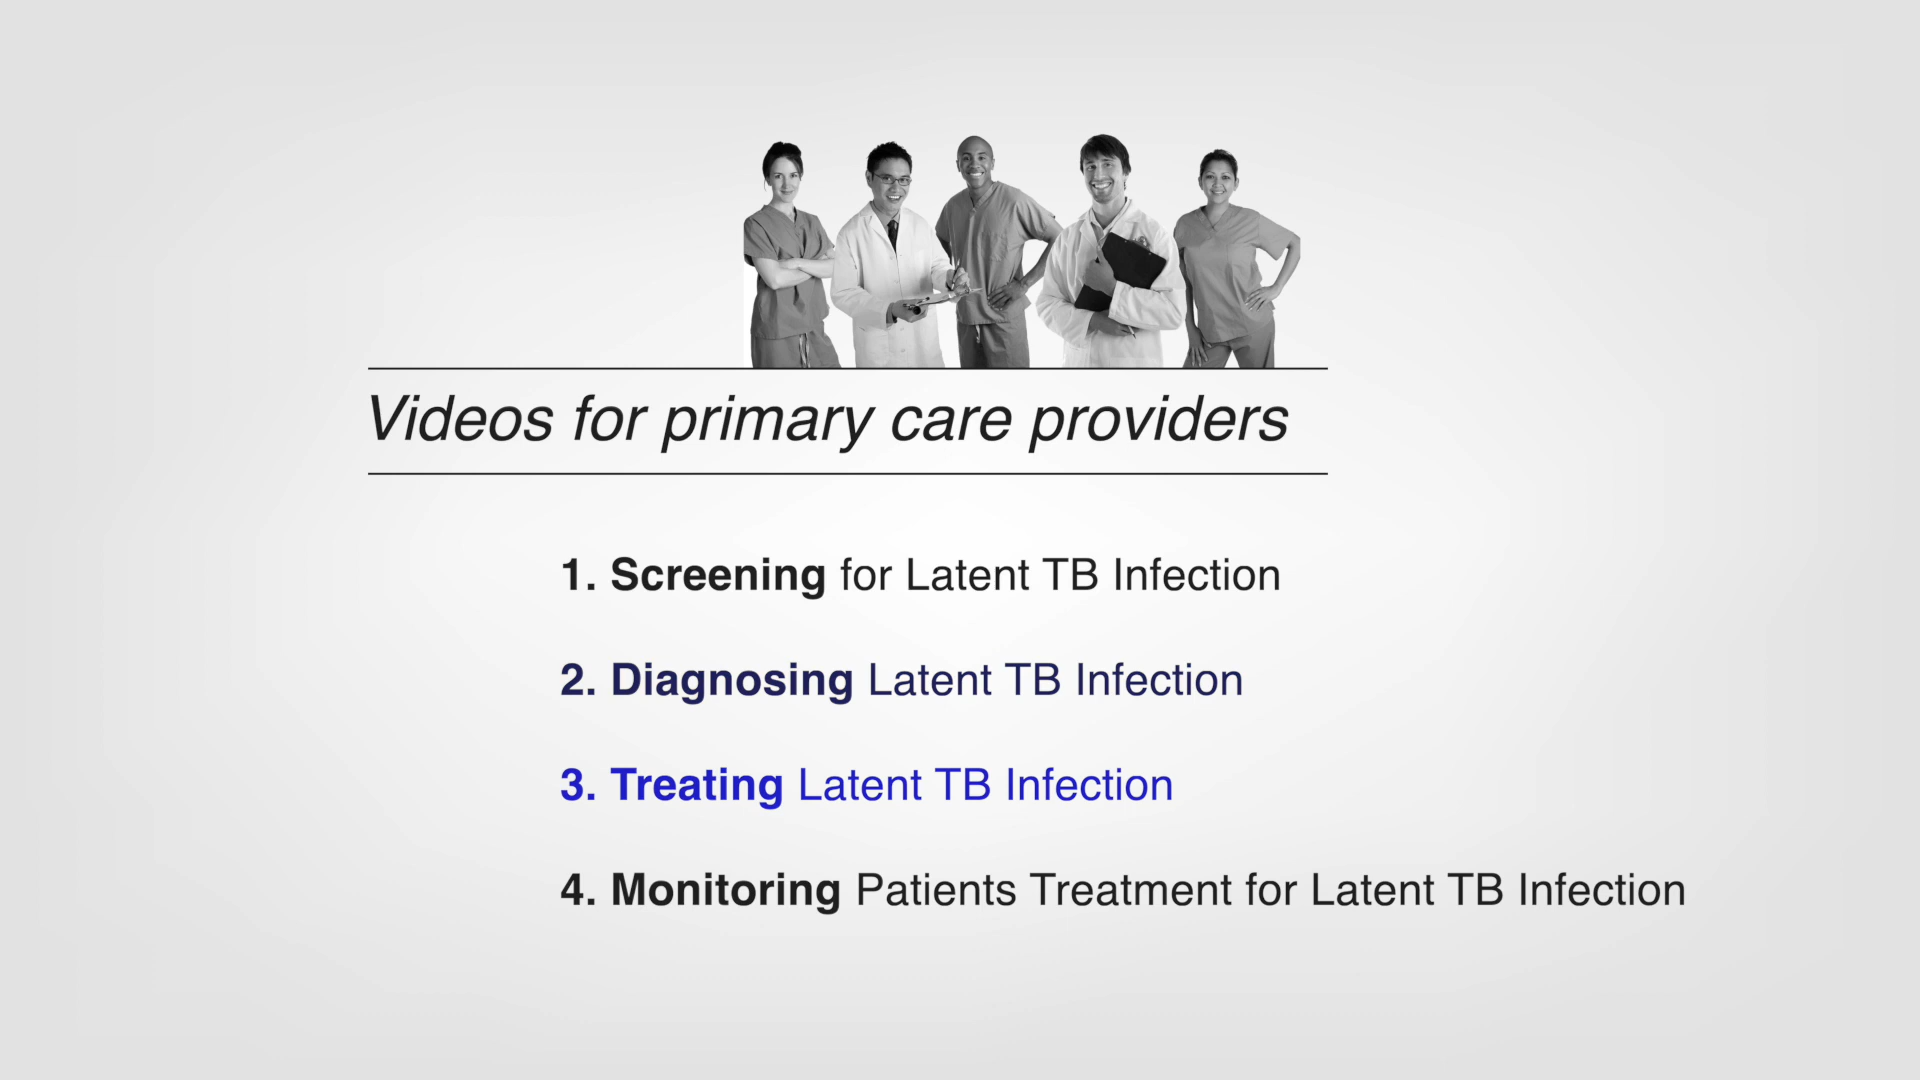 Videos for primary care providers
1. Screening for Latent TB Infection
2. Diagnosing Latent TB Infection
3. Treating Latent TB Infection
4. Monitoring Patients Treatment for Latent TB Infection